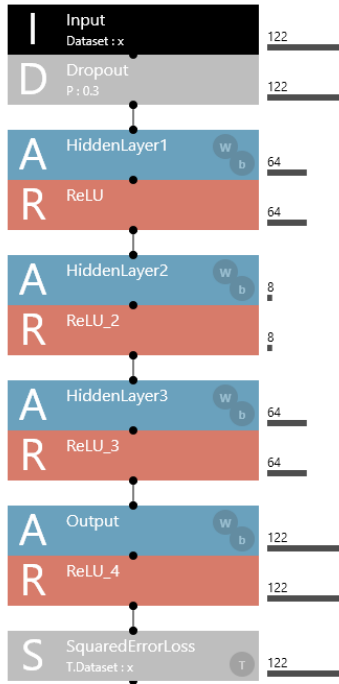 I Input 122
Dataset : x
D Dropout 122
P : 0.3
A HiddenLayer1 W b 64
R ReLU 64
A HiddenLayer2 W b 8
R ReLU_2 8
A HiddenLayer3 W b 64
R ReLU_3 64
A Output W b 122
R ReLU_4 122
S SquaredErrorLoss T 122
T.Dataset : x